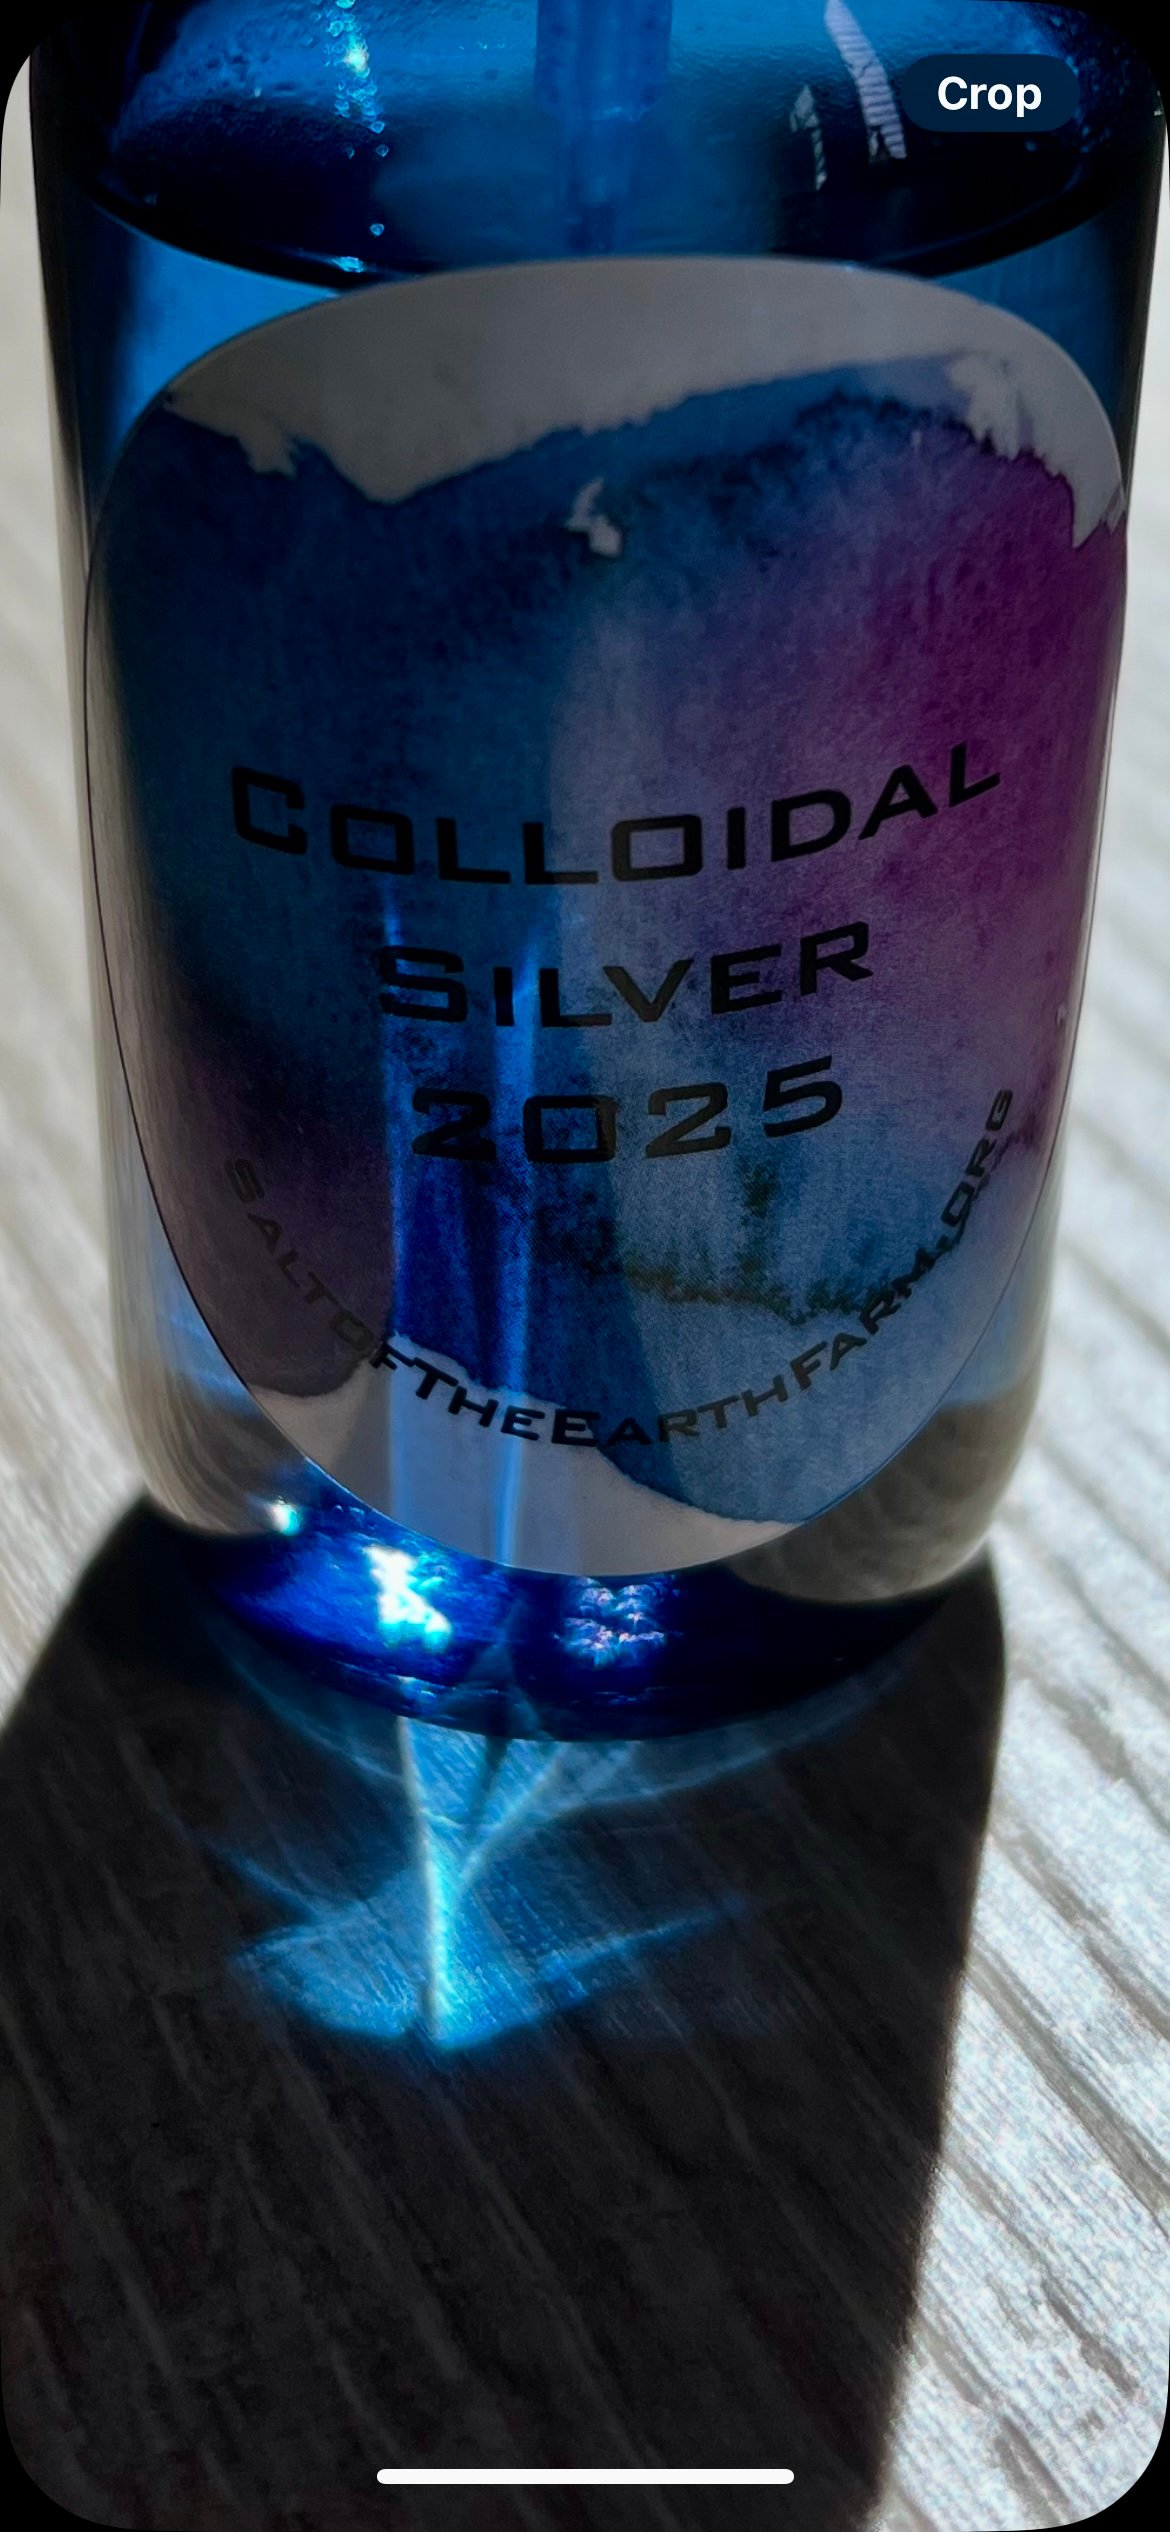 Crop
COLLOIDAL
SILVER
2025
SALTOFTHEEARTHFARM.ORG